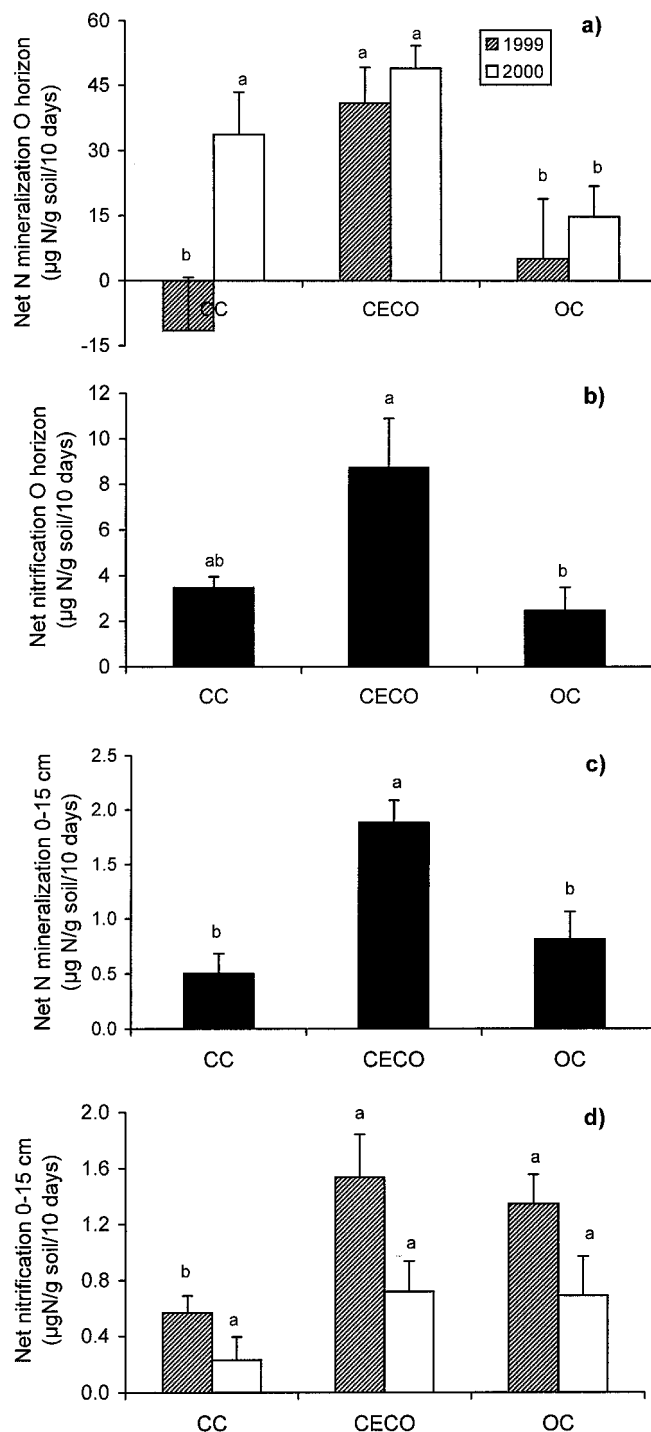 Net N mineralization O horizon
(µg N/g soil/10 days)
60
45
30
15
0
-15
a)
1999
2000
b a
a a
b b
CC CECO OC
Net nitrification O horizon
(µg N/g soil/10 days)
12
10
8
6
4
2
0
b)
ab a b
CC CECO OC
Net N mineralization 0-15 cm
(µg N/g soil/10 days)
2.5
2.0
1.5
1.0
0.5
0.0
c)
b a b
CC CECO OC
Net nitrification 0-15 cm
(µgN/g soil/10 days)
2.0
1.6
1.2
0.8
0.4
0.0
d)
b a
a a
a a
CC CECO OC